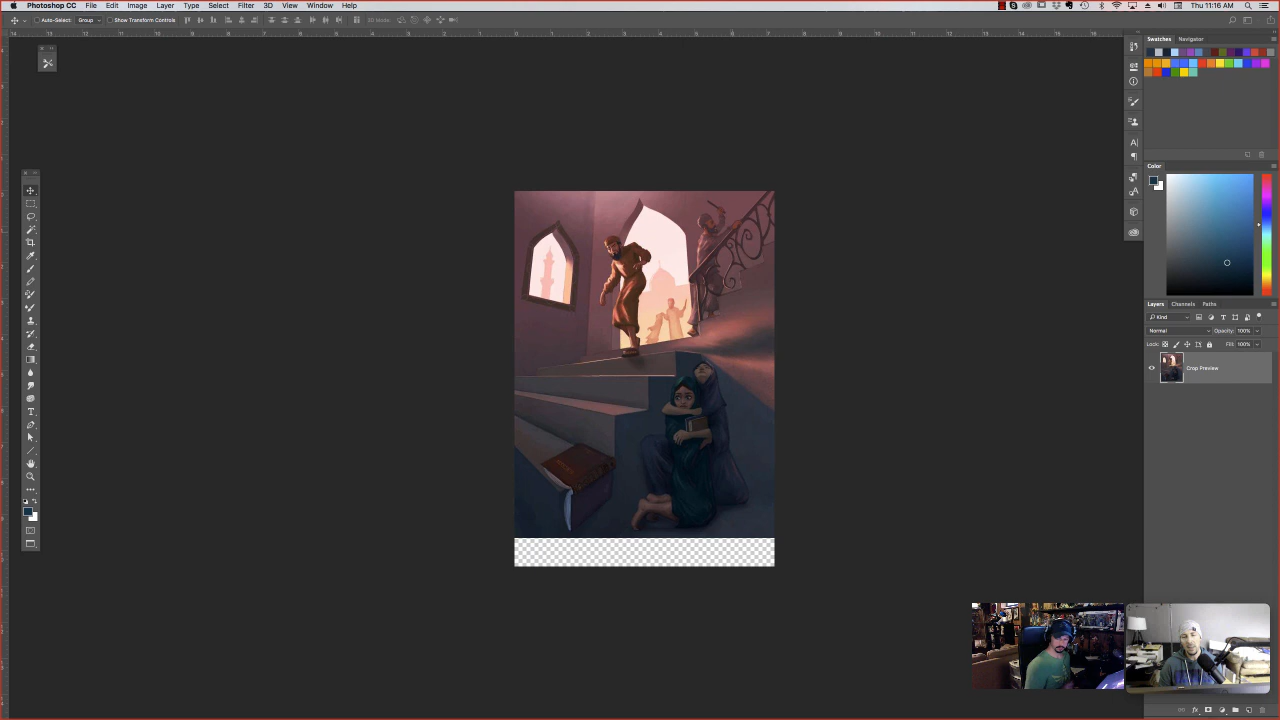 Photoshop CC File Edit Image Layer Type Select Filter 3D View Window Help
Thu 11:16 AM
Auto-Select: Group Show Transform Controls 3D Mode:
Swatches Navigator
Color
Layers Channels Paths
Kind
Normal Opacity: 100%
Lock: Fill: 100%
Crop Preview